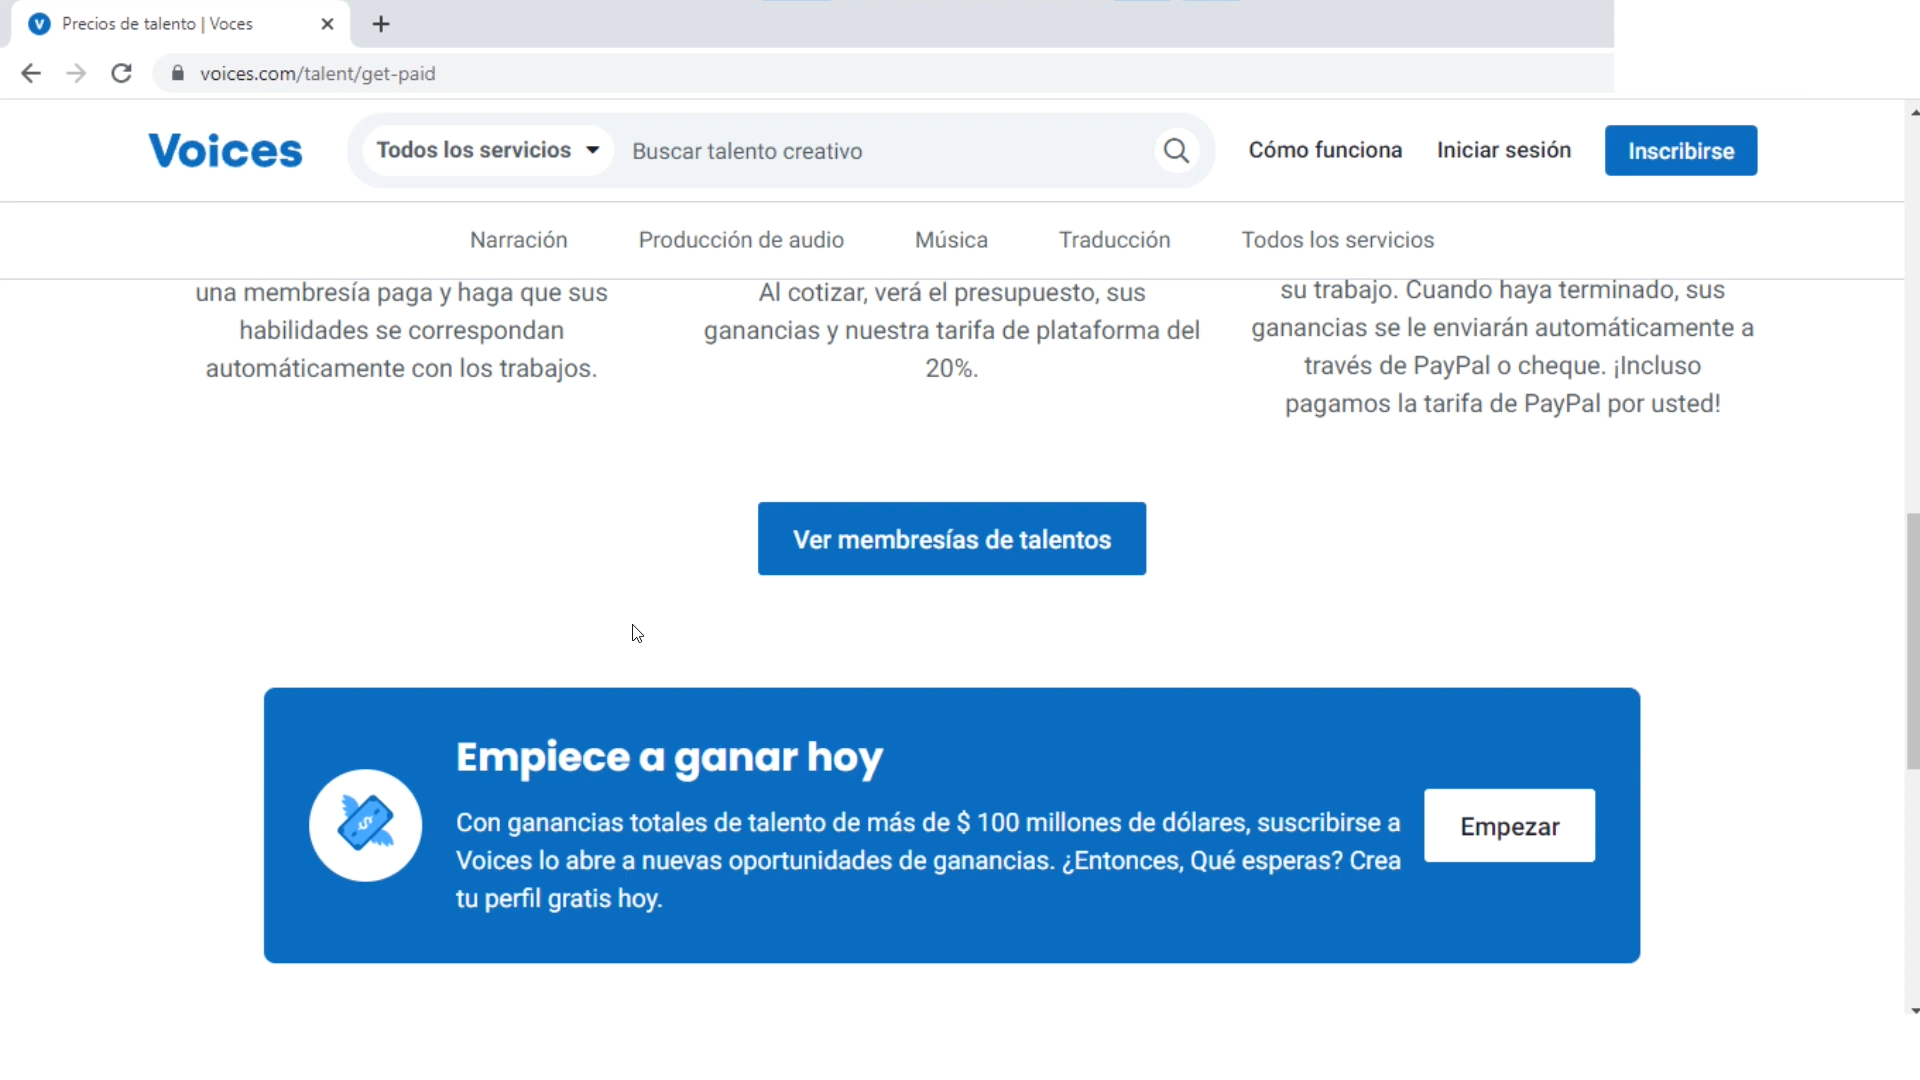 Precios de talento | Voces
voices.com/talent/get-paid
Voices
Todos los servicios
Buscar talento creativo
Cómo funciona
Iniciar sesión
Inscribirse
Narración
Producción de audio
Música
Traducción
Todos los servicios
una membresía paga y haga que sus
habilidades se correspondan
automáticamente con los trabajos.
Al cotizar, verá el presupuesto, sus
ganancias y nuestra tarifa de plataforma del
20%.
su trabajo. Cuando haya terminado, sus
ganancias se le enviarán automáticamente a
través de PayPal o cheque. ¡Incluso
pagamos la tarifa de PayPal por usted!
Ver membresías de talentos
Empiece a ganar hoy
Con ganancias totales de talento de más de $ 100 millones de dólares, suscribirse a
Voices lo abre a nuevas oportunidades de ganancias. ¿Entonces, Qué esperas? Crea
tu perfil gratis hoy.
Empezar